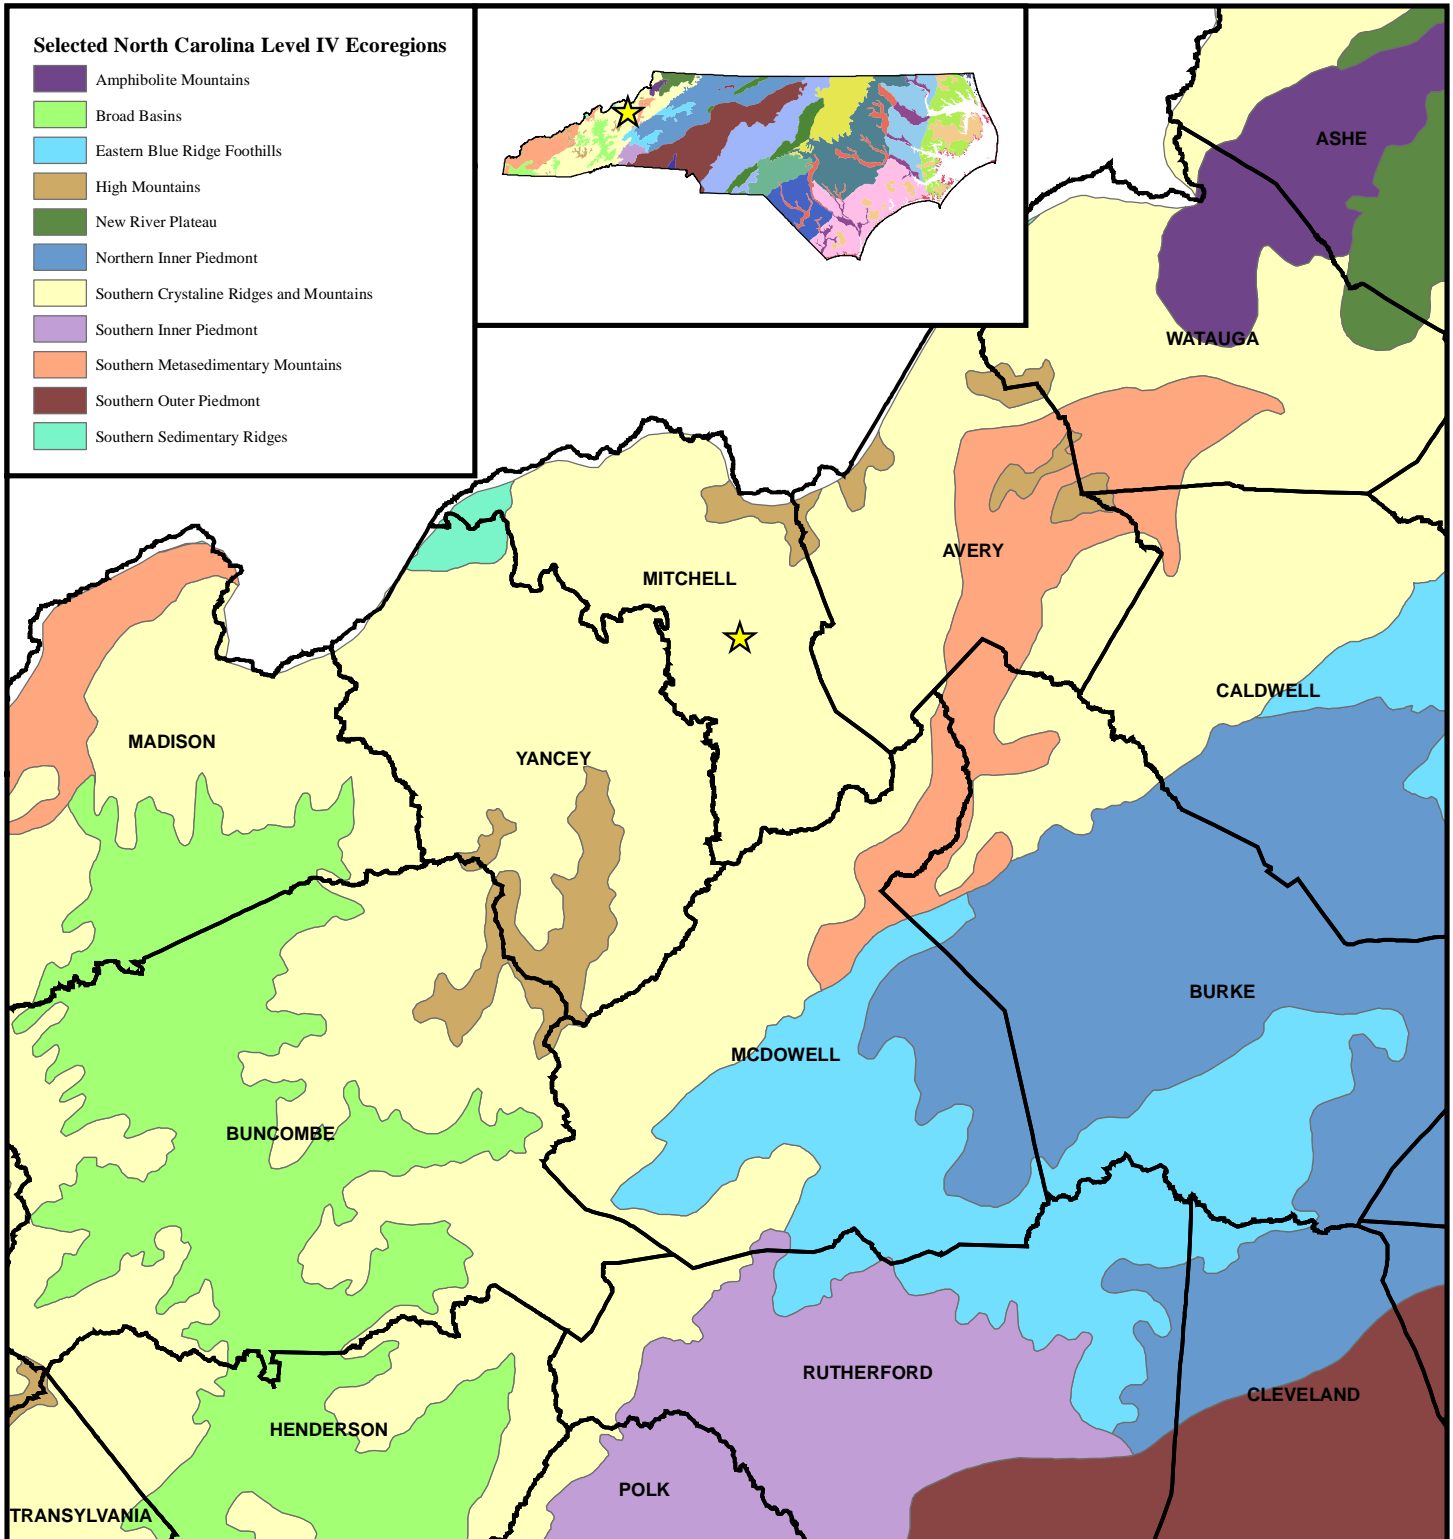 Selected North Carolina Level IV Ecoregions
Amphibolite Mountains
Broad Basins
Eastern Blue Ridge Foothills
High Mountains
New River Plateau
Northern Inner Piedmont
Southern Crystaline Ridges and Mountains
Southern Inner Piedmont
Southern Metasedimentary Mountains
Southern Outer Piedmont
Southern Sedimentary Ridges
ASHE
WATAUGA
AVERY
MITCHELL
CALDWELL
MADISON
YANCEY
BURKE
MCDOWELL
BUNCOMBE
RUTHERFORD
CLEVELAND
HENDERSON
POLK
TRANSYLVANIA